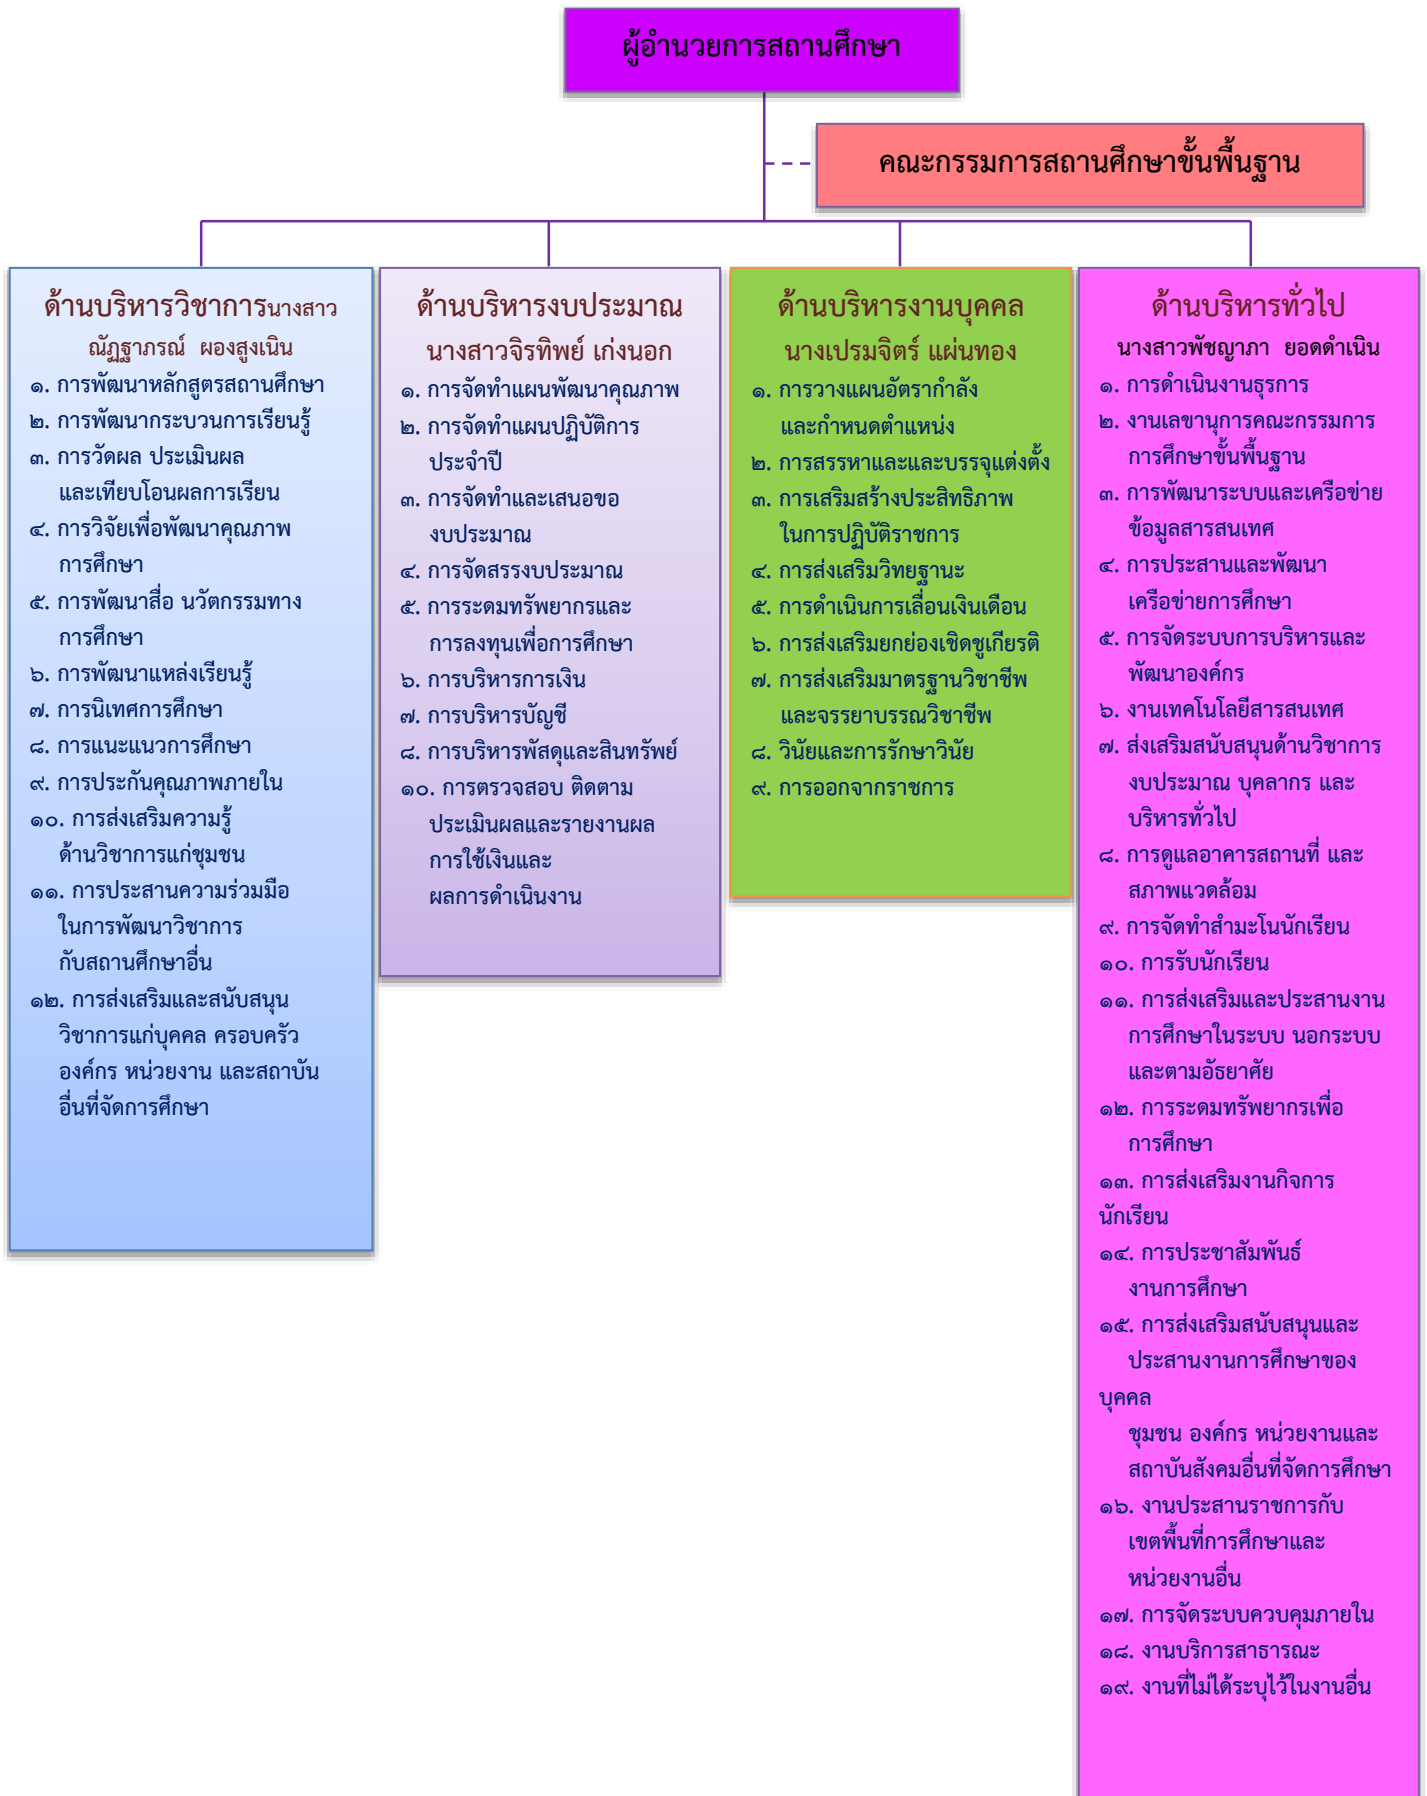 ผู้อำนวยการสถานศึกษา
คณะกรรมการสถานศึกษาขั้นพื้นฐาน
ด้านบริหารวิชาการนางสาว
ณัฏฐาภรณ์ ผองสูงเนิน
๑. การพัฒนาหลักสูตรสถานศึกษา
๒. การพัฒนากระบวนการเรียนรู้
๓. การวัดผล ประเมินผล
และเทียบโอนผลการเรียน
๔. การวิจัยเพื่อพัฒนาคุณภาพ
การศึกษา
๕. การพัฒนาสื่อ นวัตกรรมทาง
การศึกษา
๖. การพัฒนาแหล่งเรียนรู้
๗. การนิเทศการศึกษา
๘. การแนะแนวการศึกษา
๙. การประกันคุณภาพภายใน
๑๐. การส่งเสริมความรู้
ด้านวิชาการแก่ชุมชน
๑๑. การประสานความร่วมมือ
ในการพัฒนาวิชาการ
กับสถานศึกษาอื่น
๑๒. การส่งเสริมและสนับสนุน
วิชาการแก่บุคคล ครอบครัว
องค์กร หน่วยงาน และสถาบัน
อื่นที่จัดการศึกษา
ด้านบริหารงบประมาณ
นางสาวจิรทิพย์ เก่งนอก
๑. การจัดทำแผนพัฒนาคุณภาพ
๒. การจัดทำแผนปฏิบัติการ
ประจำปี
๓. การจัดทำและเสนอขอ
งบประมาณ
๔. การจัดสรรงบประมาณ
๕. การระดมทรัพยากรและ
การลงทุนเพื่อการศึกษา
๖. การบริหารการเงิน
๗. การบริหารบัญชี
๘. การบริหารพัสดุและสินทรัพย์
๑๐. การตรวจสอบ ติดตาม
ประเมินผลและรายงานผล
การใช้เงินและ
ผลการดำเนินงาน
ด้านบริหารงานบุคคล
นางเปรมจิตร์ แผ่นทอง
๑. การวางแผนอัตรากำลัง
และกำหนดตำแหน่ง
๒. การสรรหาและและบรรจุแต่งตั้ง
๓. การเสริมสร้างประสิทธิภาพ
ในการปฏิบัติราชการ
๔. การส่งเสริมวิทยฐานะ
๕. การดำเนินการเลื่อนเงินเดือน
๖. การส่งเสริมยกย่องเชิดชูเกียรติ
๗. การส่งเสริมมาตรฐานวิชาชีพ
และจรรยาบรรณวิชาชีพ
๘. วินัยและการรักษาวินัย
๙. การออกจากราชการ
ด้านบริหารทั่วไป
นางสาวพัชญาภา ยอดดำเนิน
๑. การดำเนินงานธุรการ
๒. งานเลขานุการคณะกรรมการ
การศึกษาขั้นพื้นฐาน
๓. การพัฒนาระบบและเครือข่าย
ข้อมูลสารสนเทศ
๔. การประสานและพัฒนา
เครือข่ายการศึกษา
๕. การจัดระบบการบริหารและ
พัฒนาองค์กร
๖. งานเทคโนโลยีสารสนเทศ
๗. ส่งเสริมสนับสนุนด้านวิชาการ
งบประมาณ บุคลากร และ
บริหารทั่วไป
๘. การดูแลอาคารสถานที่ และ
สภาพแวดล้อม
๙. การจัดทำสำมะโนนักเรียน
๑๐. การรับนักเรียน
๑๑. การส่งเสริมและประสานงาน
การศึกษาในระบบ นอกระบบ
และตามอัธยาศัย
๑๒. การระดมทรัพยากรเพื่อ
การศึกษา
๑๓. การส่งเสริมงานกิจการ
นักเรียน
๑๔. การประชาสัมพันธ์
งานการศึกษา
๑๕. การส่งเสริมสนับสนุนและ
ประสานงานการศึกษาของ
บุคคล
ชุมชน องค์กร หน่วยงานและ
สถาบันสังคมอื่นที่จัดการศึกษา
๑๖. งานประสานราชการกับ
เขตพื้นที่การศึกษาและ
หน่วยงานอื่น
๑๗. การจัดระบบควบคุมภายใน
๑๘. งานบริการสาธารณะ
๑๙. งานที่ไม่ได้ระบุไว้ในงานอื่น